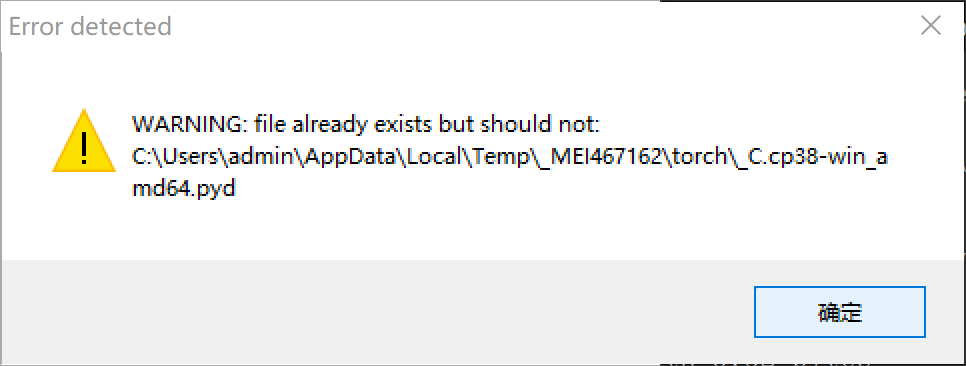 Error detected
WARNING: file already exists but should not:
C:\Users\admin\AppData\Local\Temp\_MEI467162\torch\_C.cp38-win_a
md64.pyd
确定